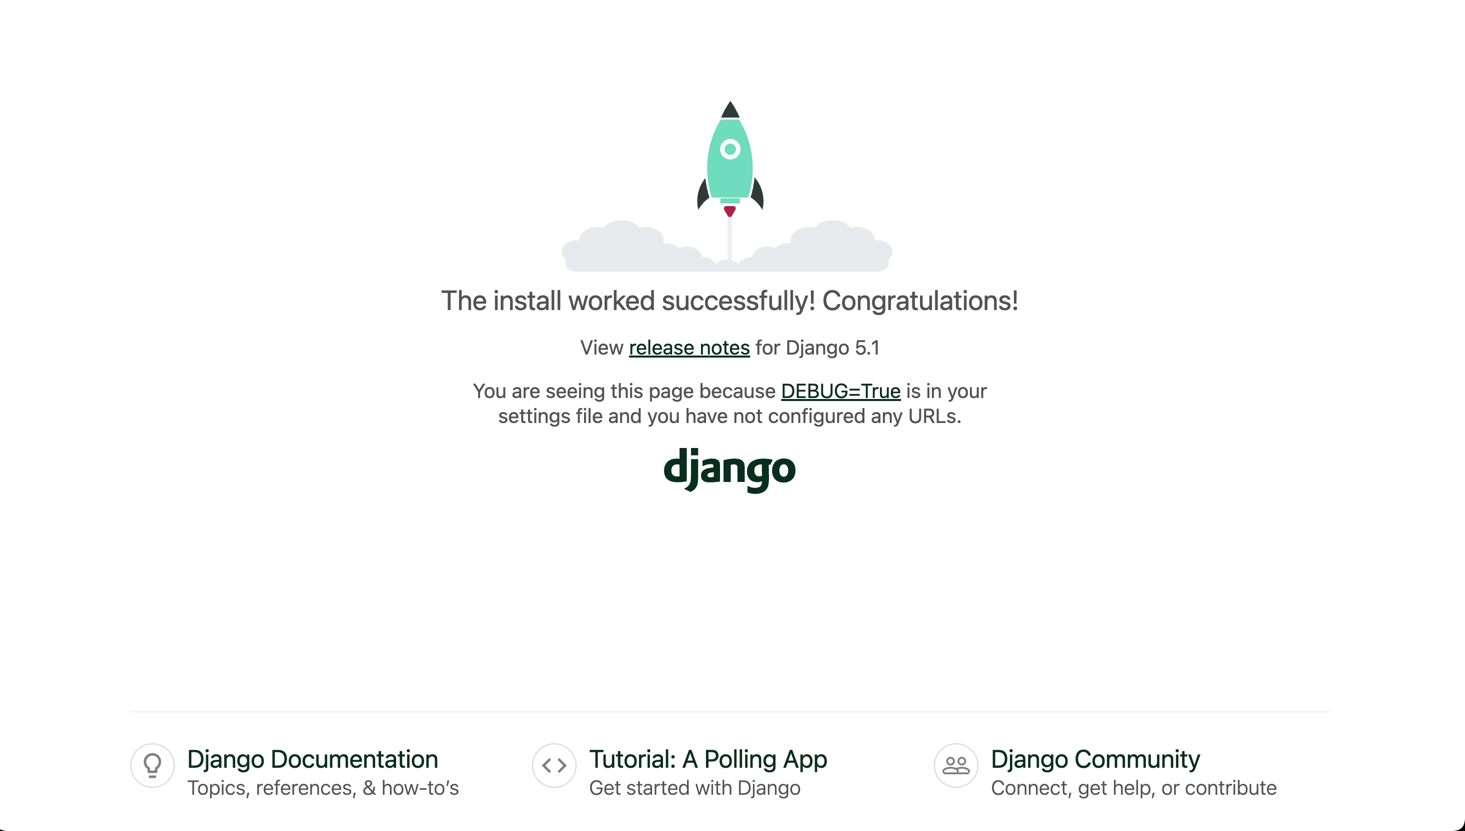 The install worked successfully! Congratulations!
View release notes for Django 5.1
You are seeing this page because DEBUG=True is in your
settings file and you have not configured any URLs.
django
Django Documentation
Topics, references, & how-to’s
Tutorial: A Polling App
Get started with Django
Django Community
Connect, get help, or contribute